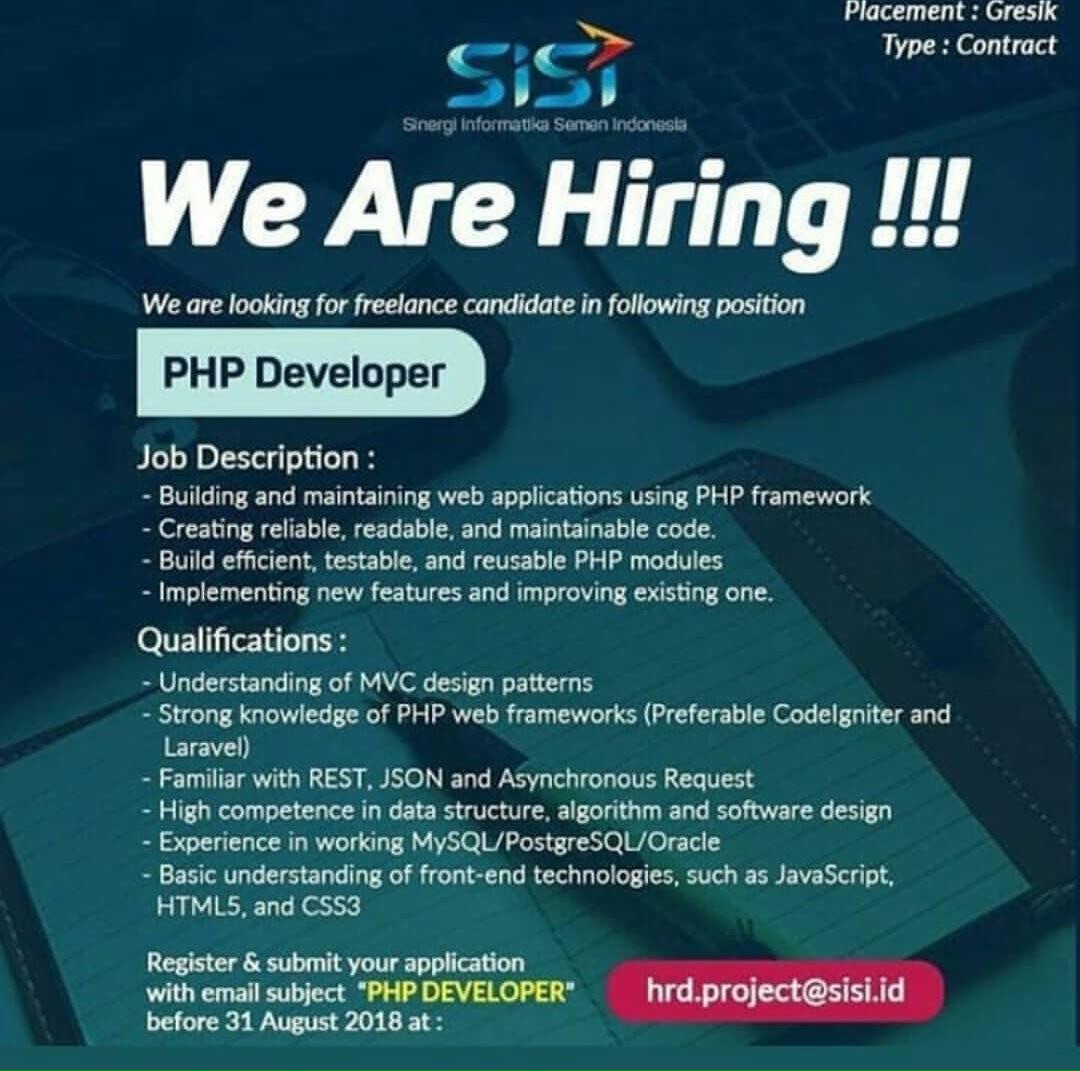 Placement : Gresik
Type : Contract
SiSi
Sinergi Informatika Semen Indonesia
We Are Hiring !!!
We are looking for freelance candidate in following position
PHP Developer
Job Description :
- Building and maintaining web applications using PHP framework
- Creating reliable, readable, and maintainable code.
- Build efficient, testable, and reusable PHP modules
- Implementing new features and improving existing one.
Qualifications :
- Understanding of MVC design patterns
- Strong knowledge of PHP web frameworks (Preferable CodeIgniter and
Laravel)
- Familiar with REST, JSON and Asynchronous Request
- High competence in data structure, algorithm and software design
- Experience in working MySQL/PostgreSQL/Oracle
- Basic understanding of front-end technologies, such as JavaScript,
HTML5, and CSS3
Register & submit your application
with email subject "PHP DEVELOPER"
before 31 August 2018 at :
hrd.project@sisi.id